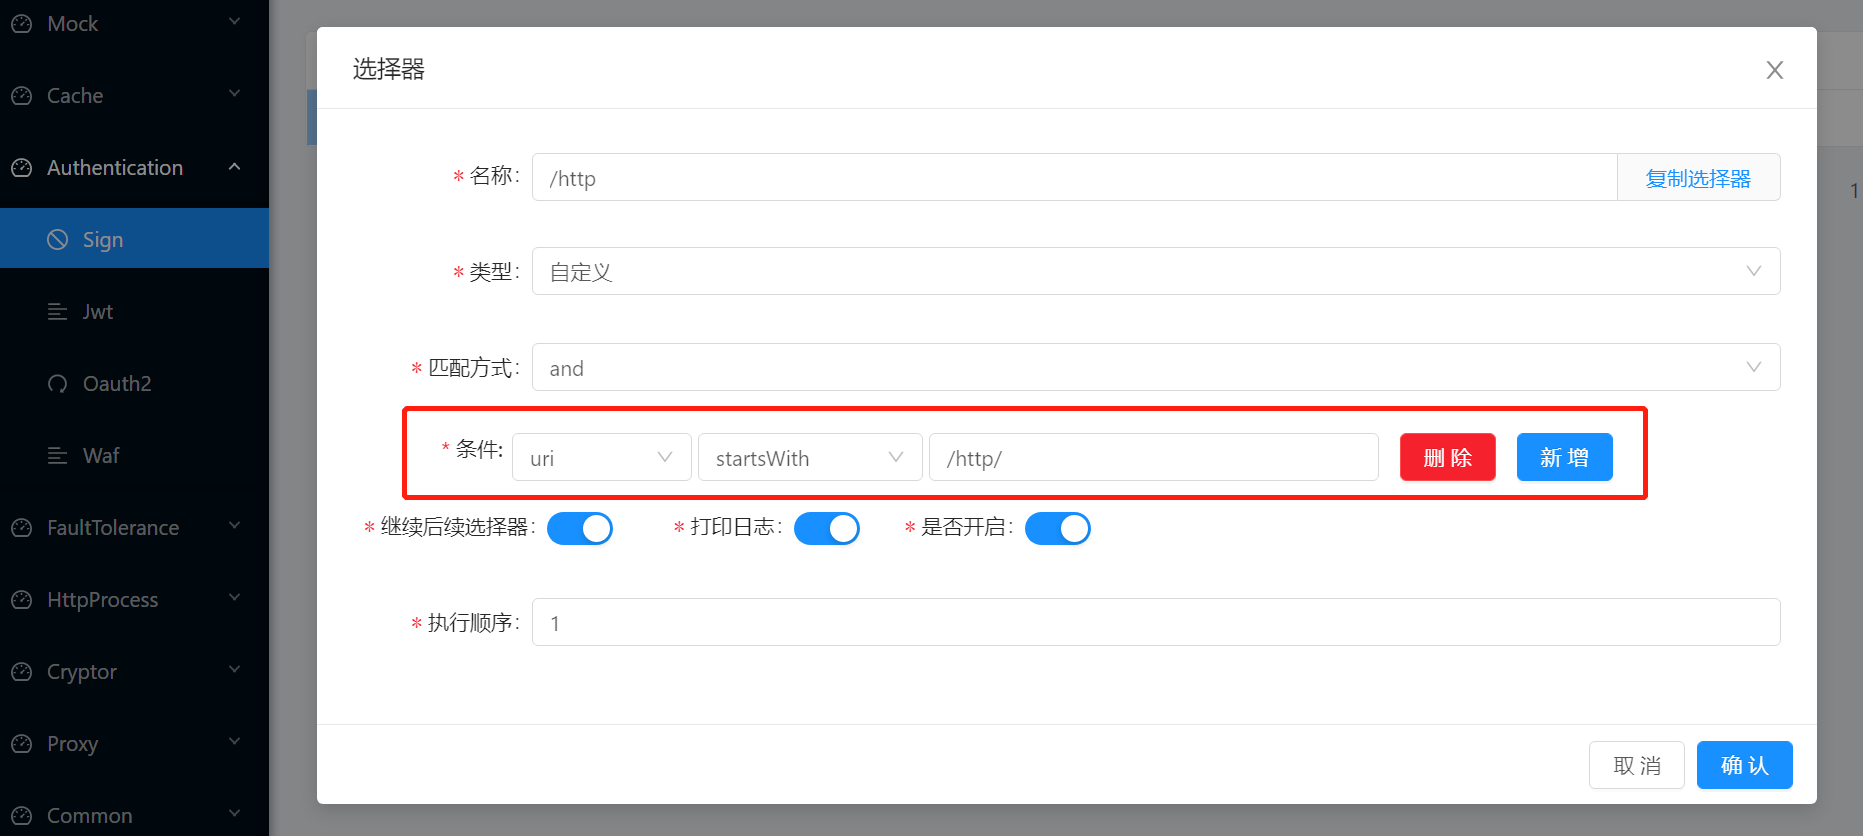 Mock
Cache
Authentication
Sign
Jwt
Oauth2
Waf
FaultTolerance
HttpProcess
Cryptor
Proxy
Common
选择器
* 名称: /http 复制选择器
* 类型: 自定义
* 匹配方式: and
* 条件: uri startsWith /http/ 删 除 新 增
* 继续后续选择器: * 打印日志: * 是否开启:
* 执行顺序: 1
取 消 确 认
1